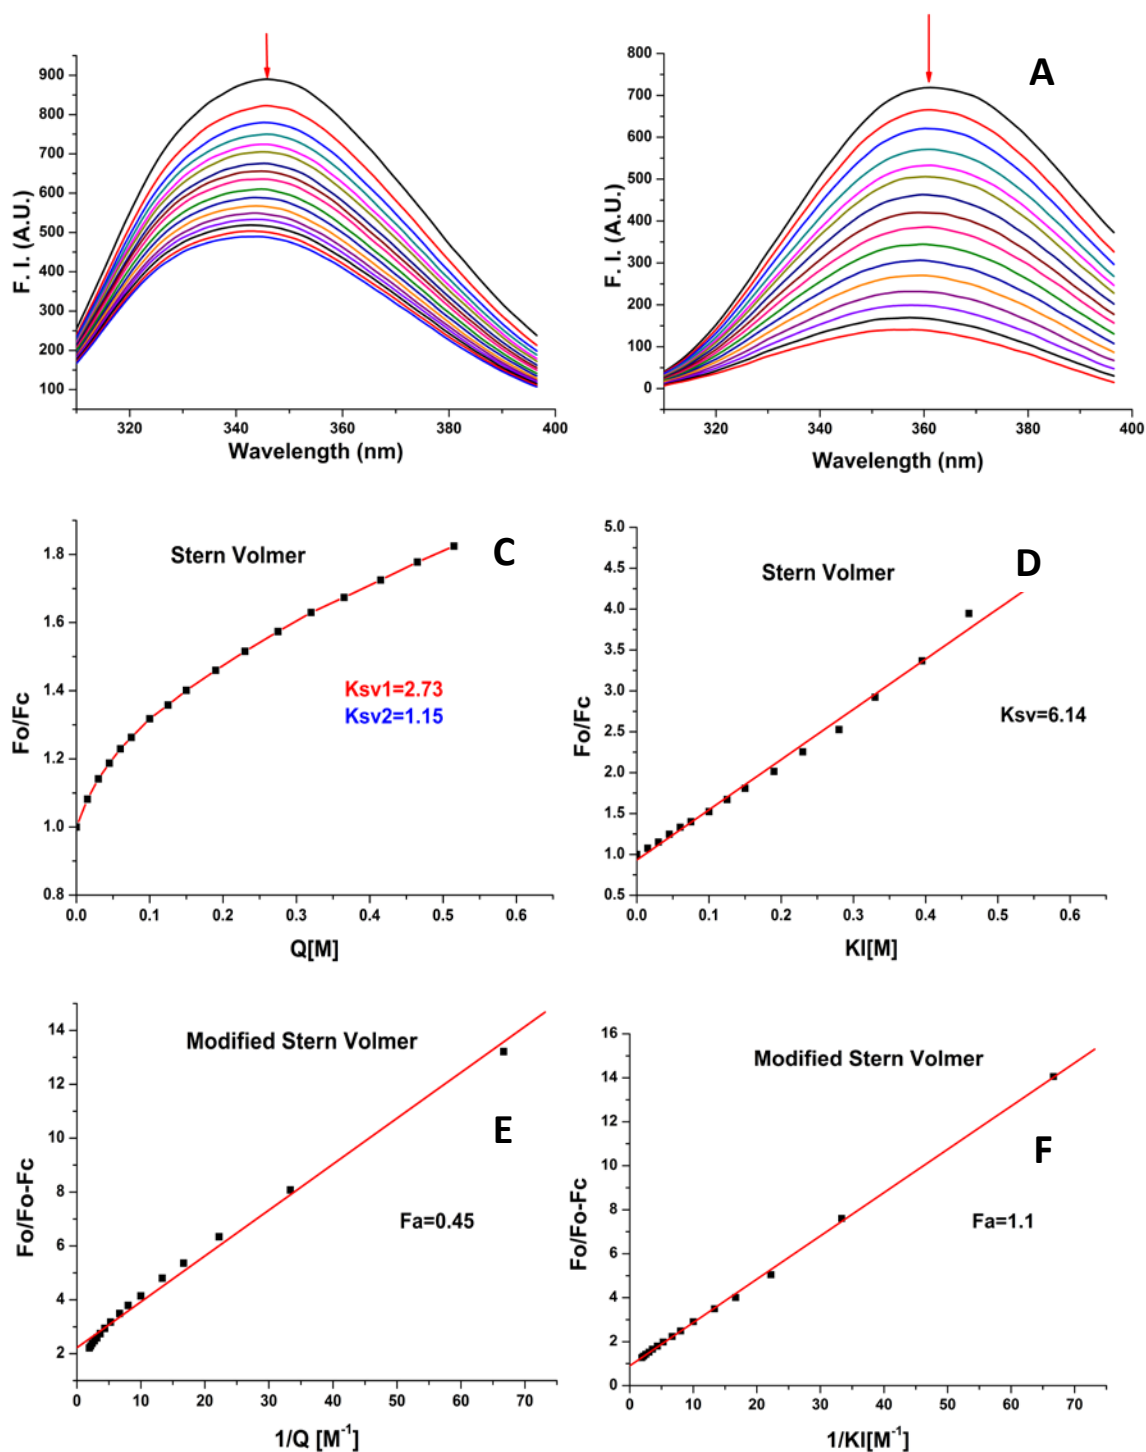 A
900
800
700
600
500
400
300
200
100
F. I. (A.U.)
320 340 360 380 400
Wavelength (nm)
800
700
600
500
400
300
200
100
0
F. I. (A.U.)
320 340 360 380 400
Wavelength (nm)
Stern Volmer
C
1.8
1.6
1.4
1.2
1.0
0.8
Fo/Fc
Ksv1=2.73
Ksv2=1.15
0.0 0.1 0.2 0.3 0.4 0.5 0.6
Q[M]
Stern Volmer
D
5.0
4.5
4.0
3.5
3.0
2.5
2.0
1.5
1.0
0.5
Fo/Fc
Ksv=6.14
0.0 0.1 0.2 0.3 0.4 0.5 0.6
KI[M]
Modified Stern Volmer
E
14
12
10
8
6
4
2
0
Fo/Fo-Fc
Fa=0.45
0 10 20 30 40 50 60 70
1/Q [M⁻¹]
Modified Stern Volmer
F
16
14
12
10
8
6
4
2
0
Fo/Fo-Fc
Fa=1.1
0 10 20 30 40 50 60 70
1/KI[M⁻¹]